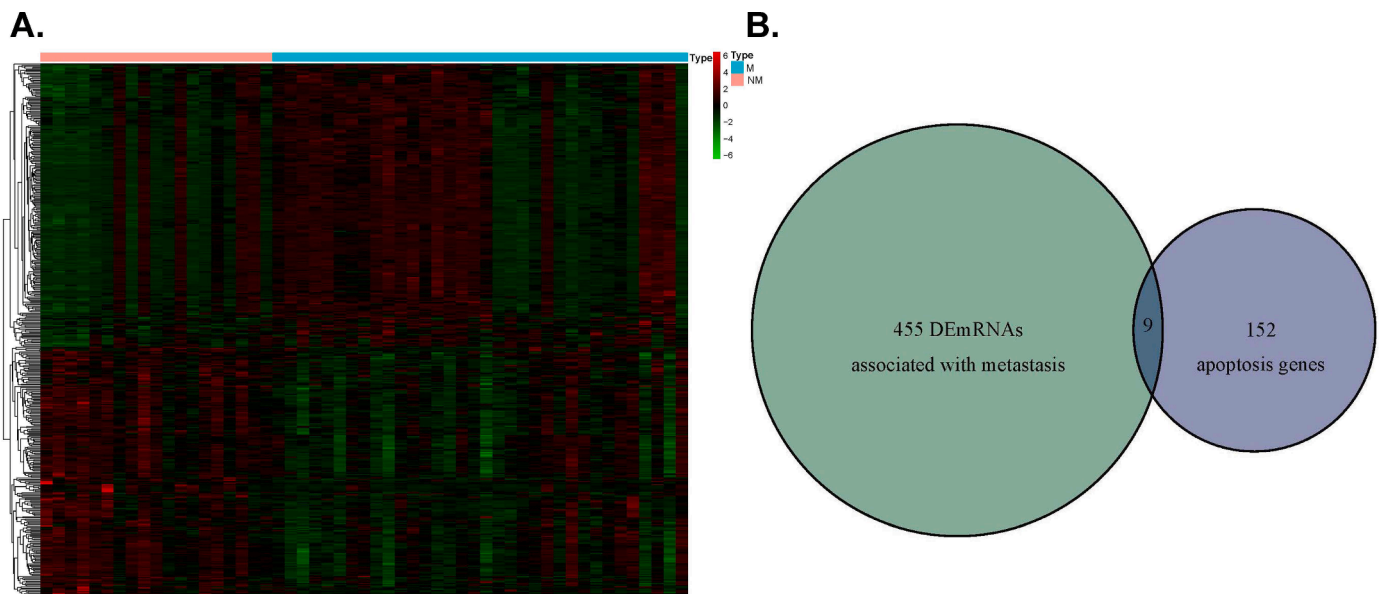 A.
B.
Type
6
4
2
0
−2
−4
−6
Type
M
NM
455 DEmRNAs
associated with metastasis
9
152
apoptosis genes